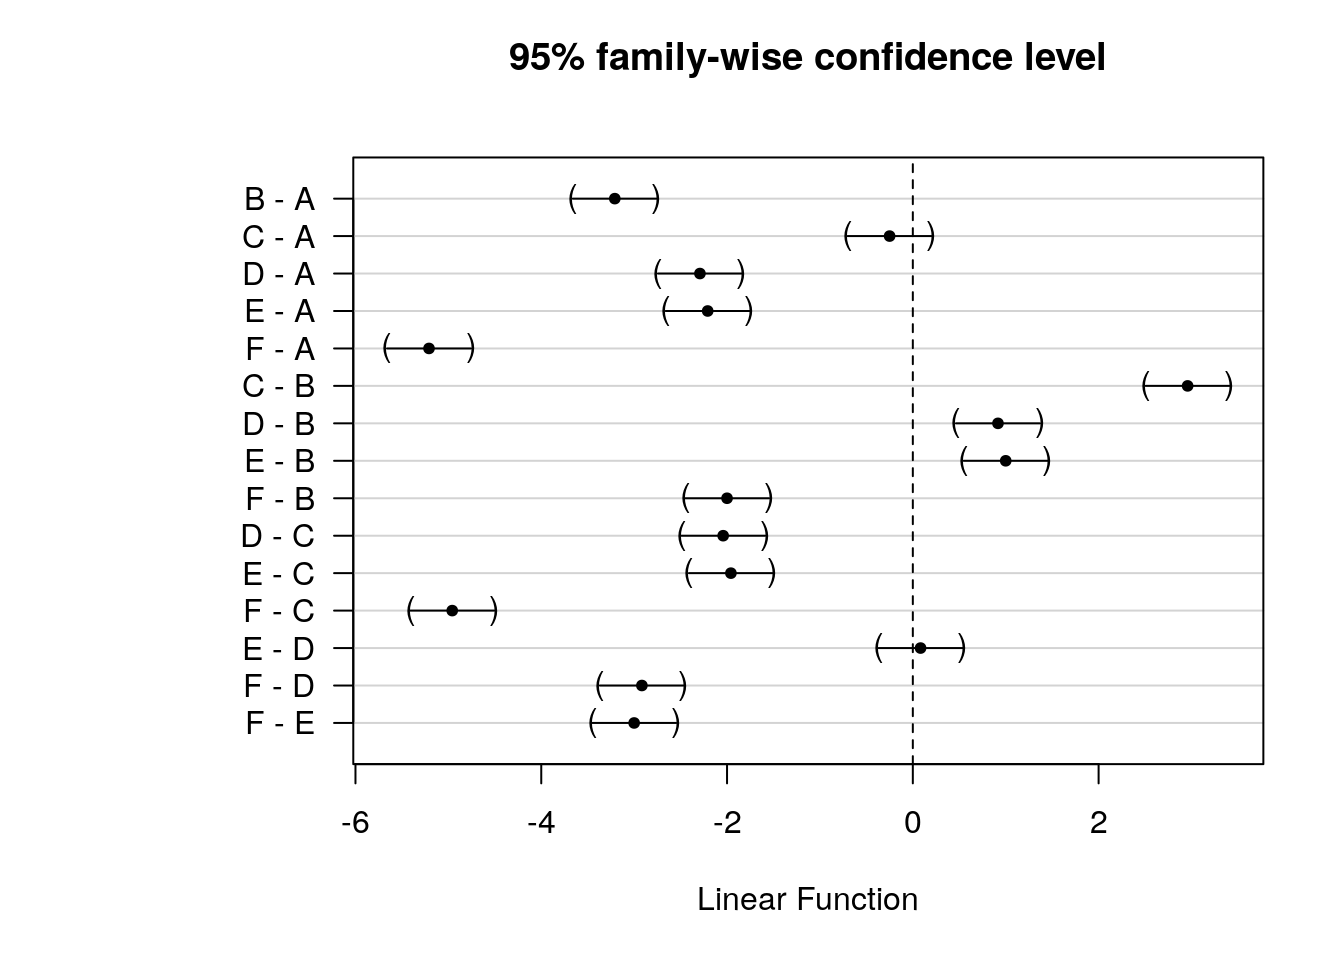 95% family-wise confidence level
B - A
C - A
D - A
E - A
F - A
C - B
D - B
E - B
F - B
D - C
E - C
F - C
E - D
F - D
F - E
-6 -4 -2 0 2
Linear Function